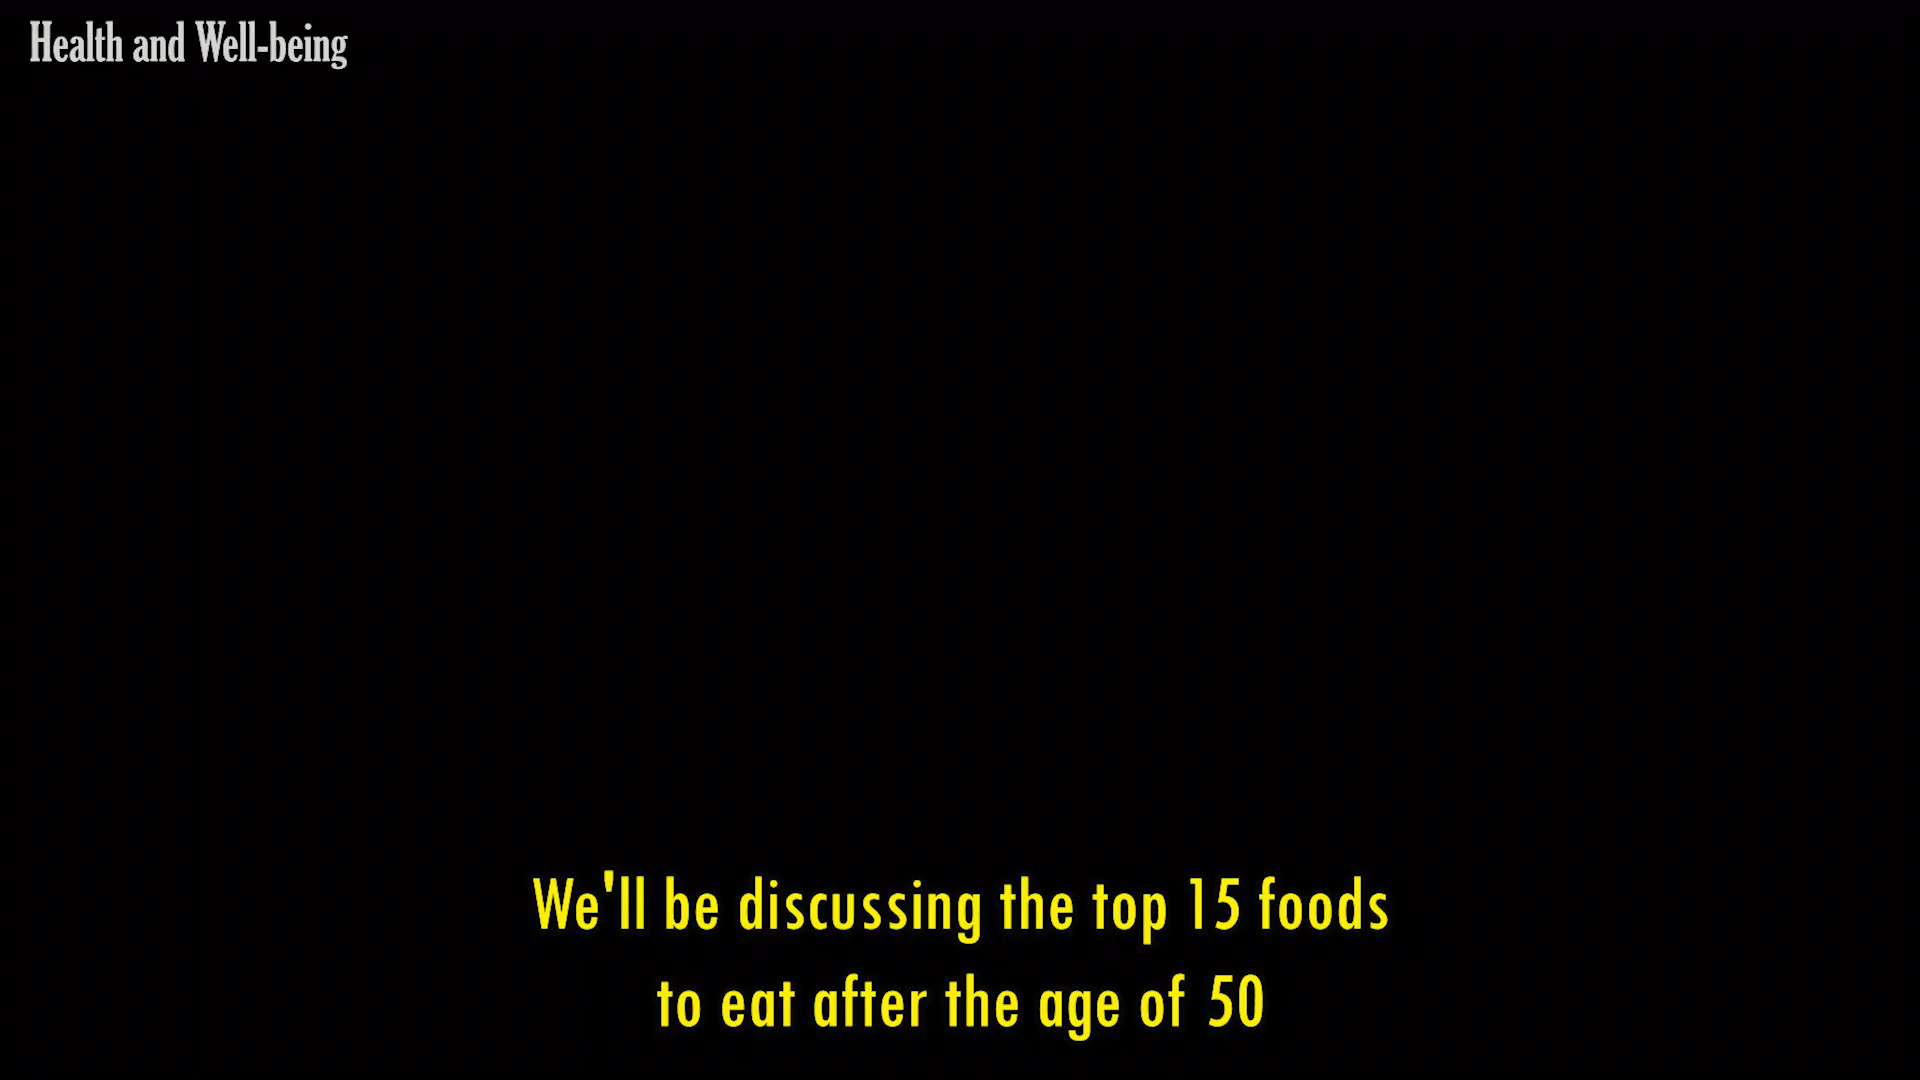 Health and Well-being
We'll be discussing the top 15 foods
to eat after the age of 50